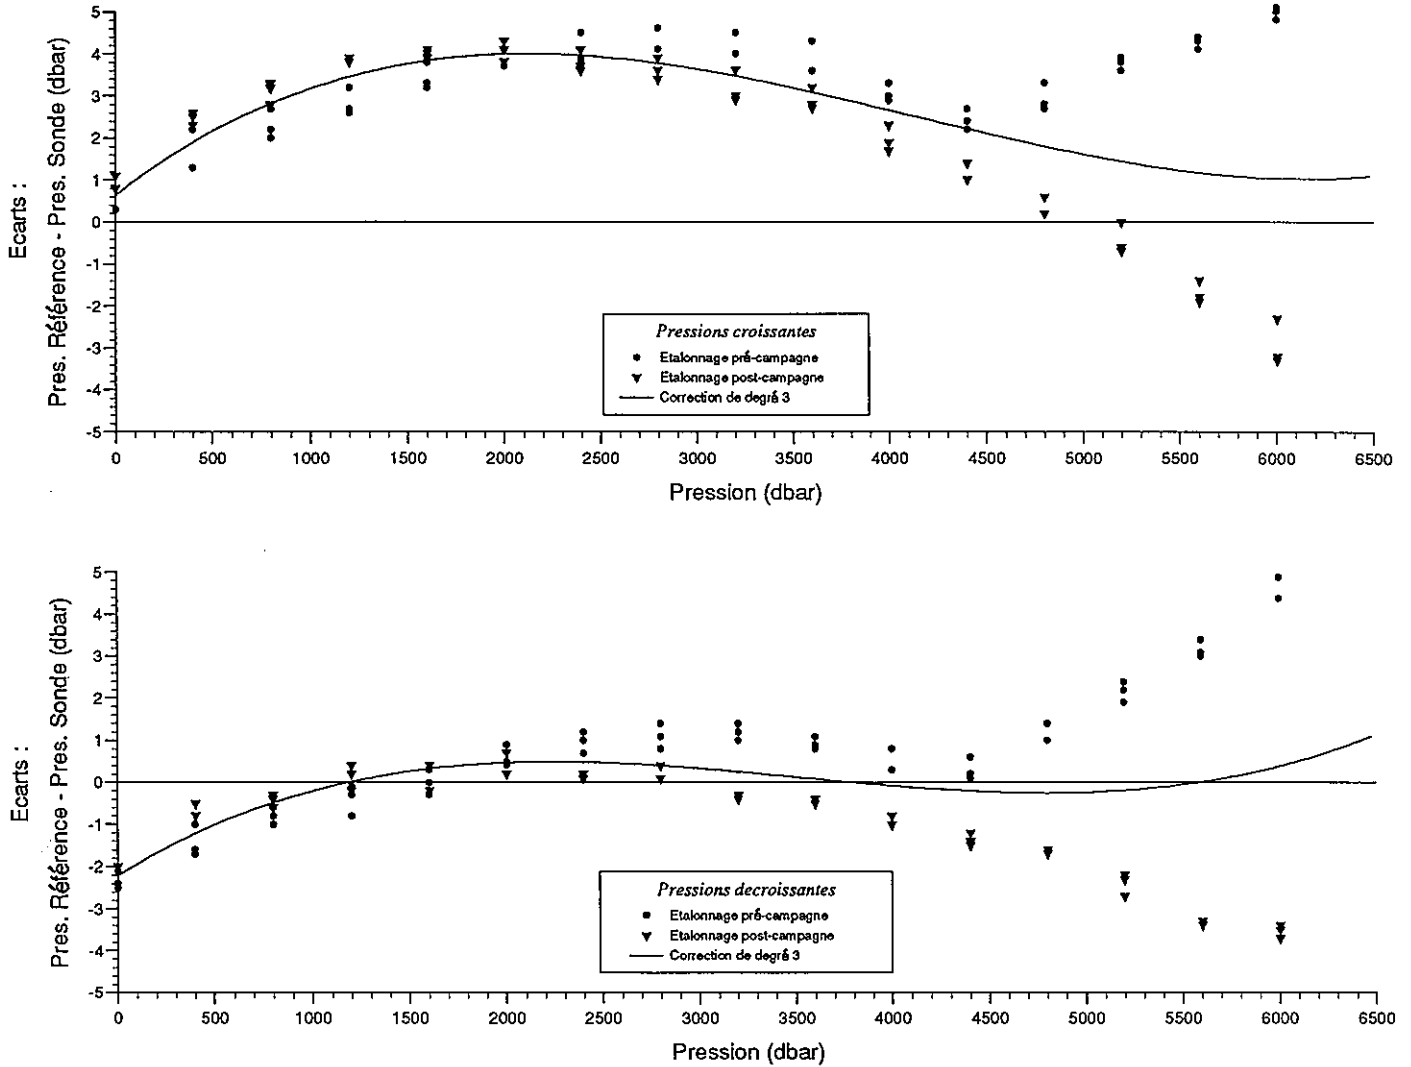 Ecarts :
Pres. Référence - Pres. Sonde (dbar)
5
4
3
2
1
0
-1
-2
-3
-4
-5
Pressions croissantes
Etalonnage pré-campagne
Etalonnage post-campagne
Correction de degré 3
0 500 1000 1500 2000 2500 3000 3500 4000 4500 5000 5500 6000 6500
Pression (dbar)
Ecarts :
Pres. Référence - Pres. Sonde (dbar)
5
4
3
2
1
0
-1
-2
-3
-4
-5
Pressions decroissantes
Etalonnage pré-campagne
Etalonnage post-campagne
Correction de degré 3
0 500 1000 1500 2000 2500 3000 3500 4000 4500 5000 5500 6000 6500
Pression (dbar)